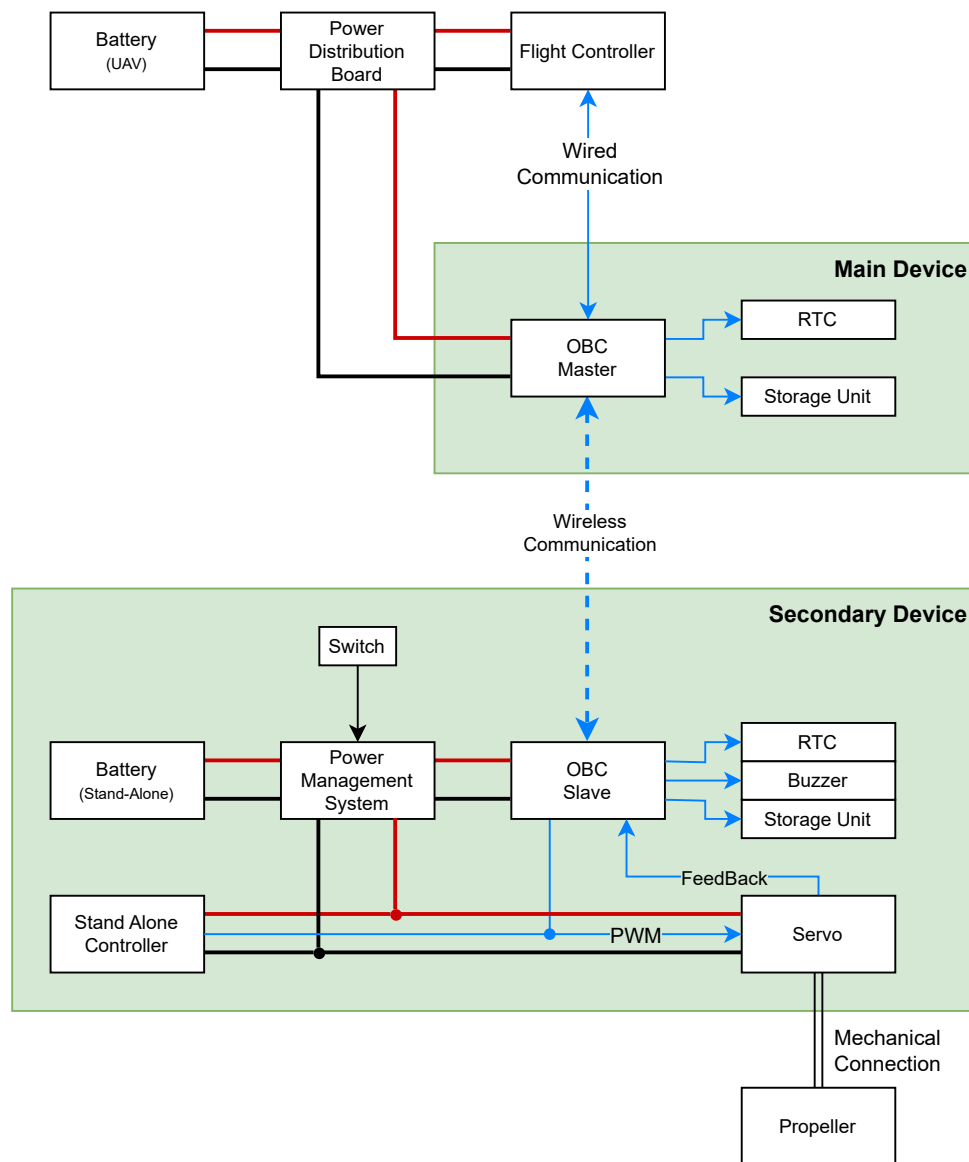 Battery
(UAV)
Power
Distribution
Board
Flight Controller
Wired
Communication
Main Device
OBC
Master
RTC
Storage Unit
Wireless
Communication
Secondary Device
Switch
Battery
(Stand-Alone)
Power
Management
System
OBC
Slave
RTC
Buzzer
Storage Unit
FeedBack
Stand Alone
Controller
PWM
Servo
Mechanical
Connection
Propeller